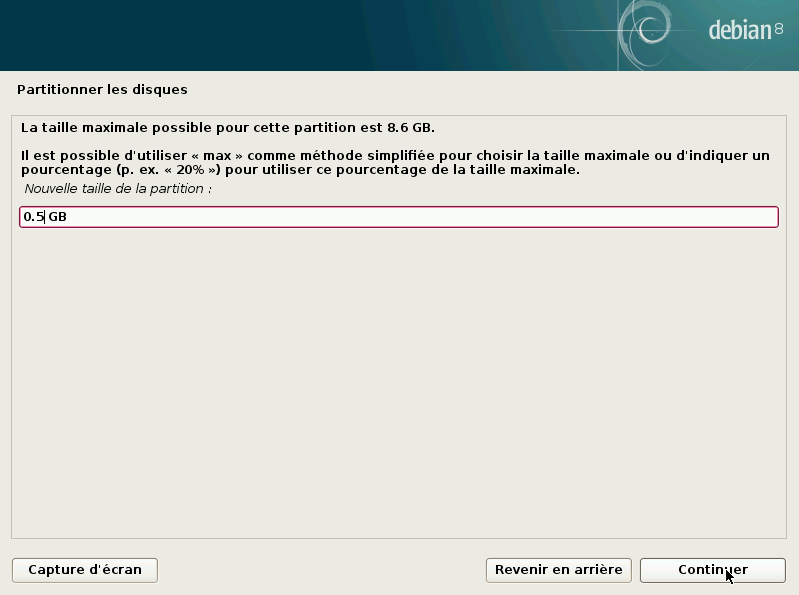 debian 8
Partitionner les disques
La taille maximale possible pour cette partition est 8.6 GB.
Il est possible d'utiliser « max » comme méthode simplifiée pour choisir la taille maximale ou d'indiquer un
pourcentage (p. ex. « 20% ») pour utiliser ce pourcentage de la taille maximale.
Nouvelle taille de la partition :
0.5 GB
Capture d'écran
Revenir en arrière
Continuer